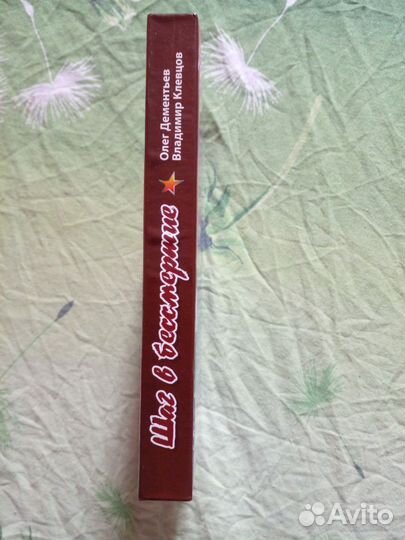 Шаг в бессмертие
Олег Дементьев
Владимир Клевцов
Avito